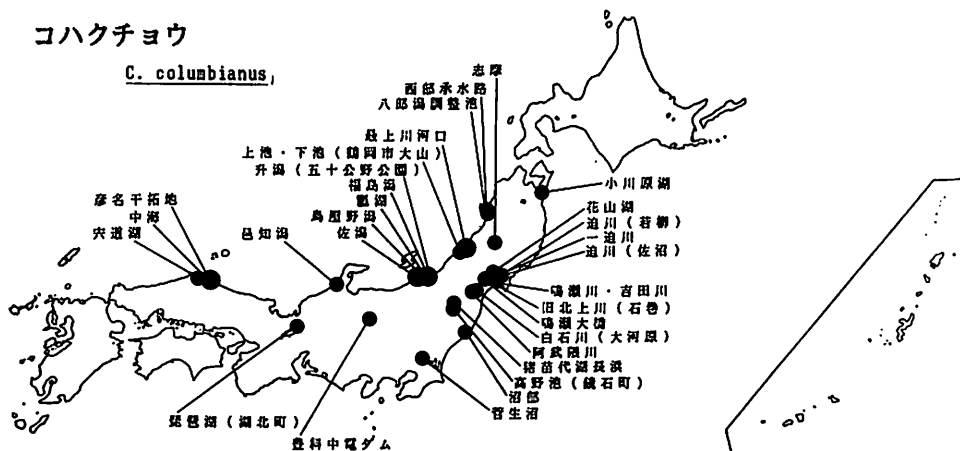 コハクチョウ
C. columbianus
志摩
西部承水路
八郎潟調整池
最上川河口
上池・下池(鶴岡市大山)
升潟(五十公野公園)
福島潟
瓢湖
鳥屋野潟
佐潟
邑知潟
彦名干拓地
中海
宍道湖
小川原湖
花山湖
迫川(若柳)
一迫川
迫川(佐沼)
鳴瀬川・吉田川
旧北上川(石巻)
鳴瀬大橋
白石川(大河原)
阿武隈川
猪苗代湖長浜
高野池(鏡石町)
沼部
菅生沼
琵琶湖(湖北町)
豊科中電ダム